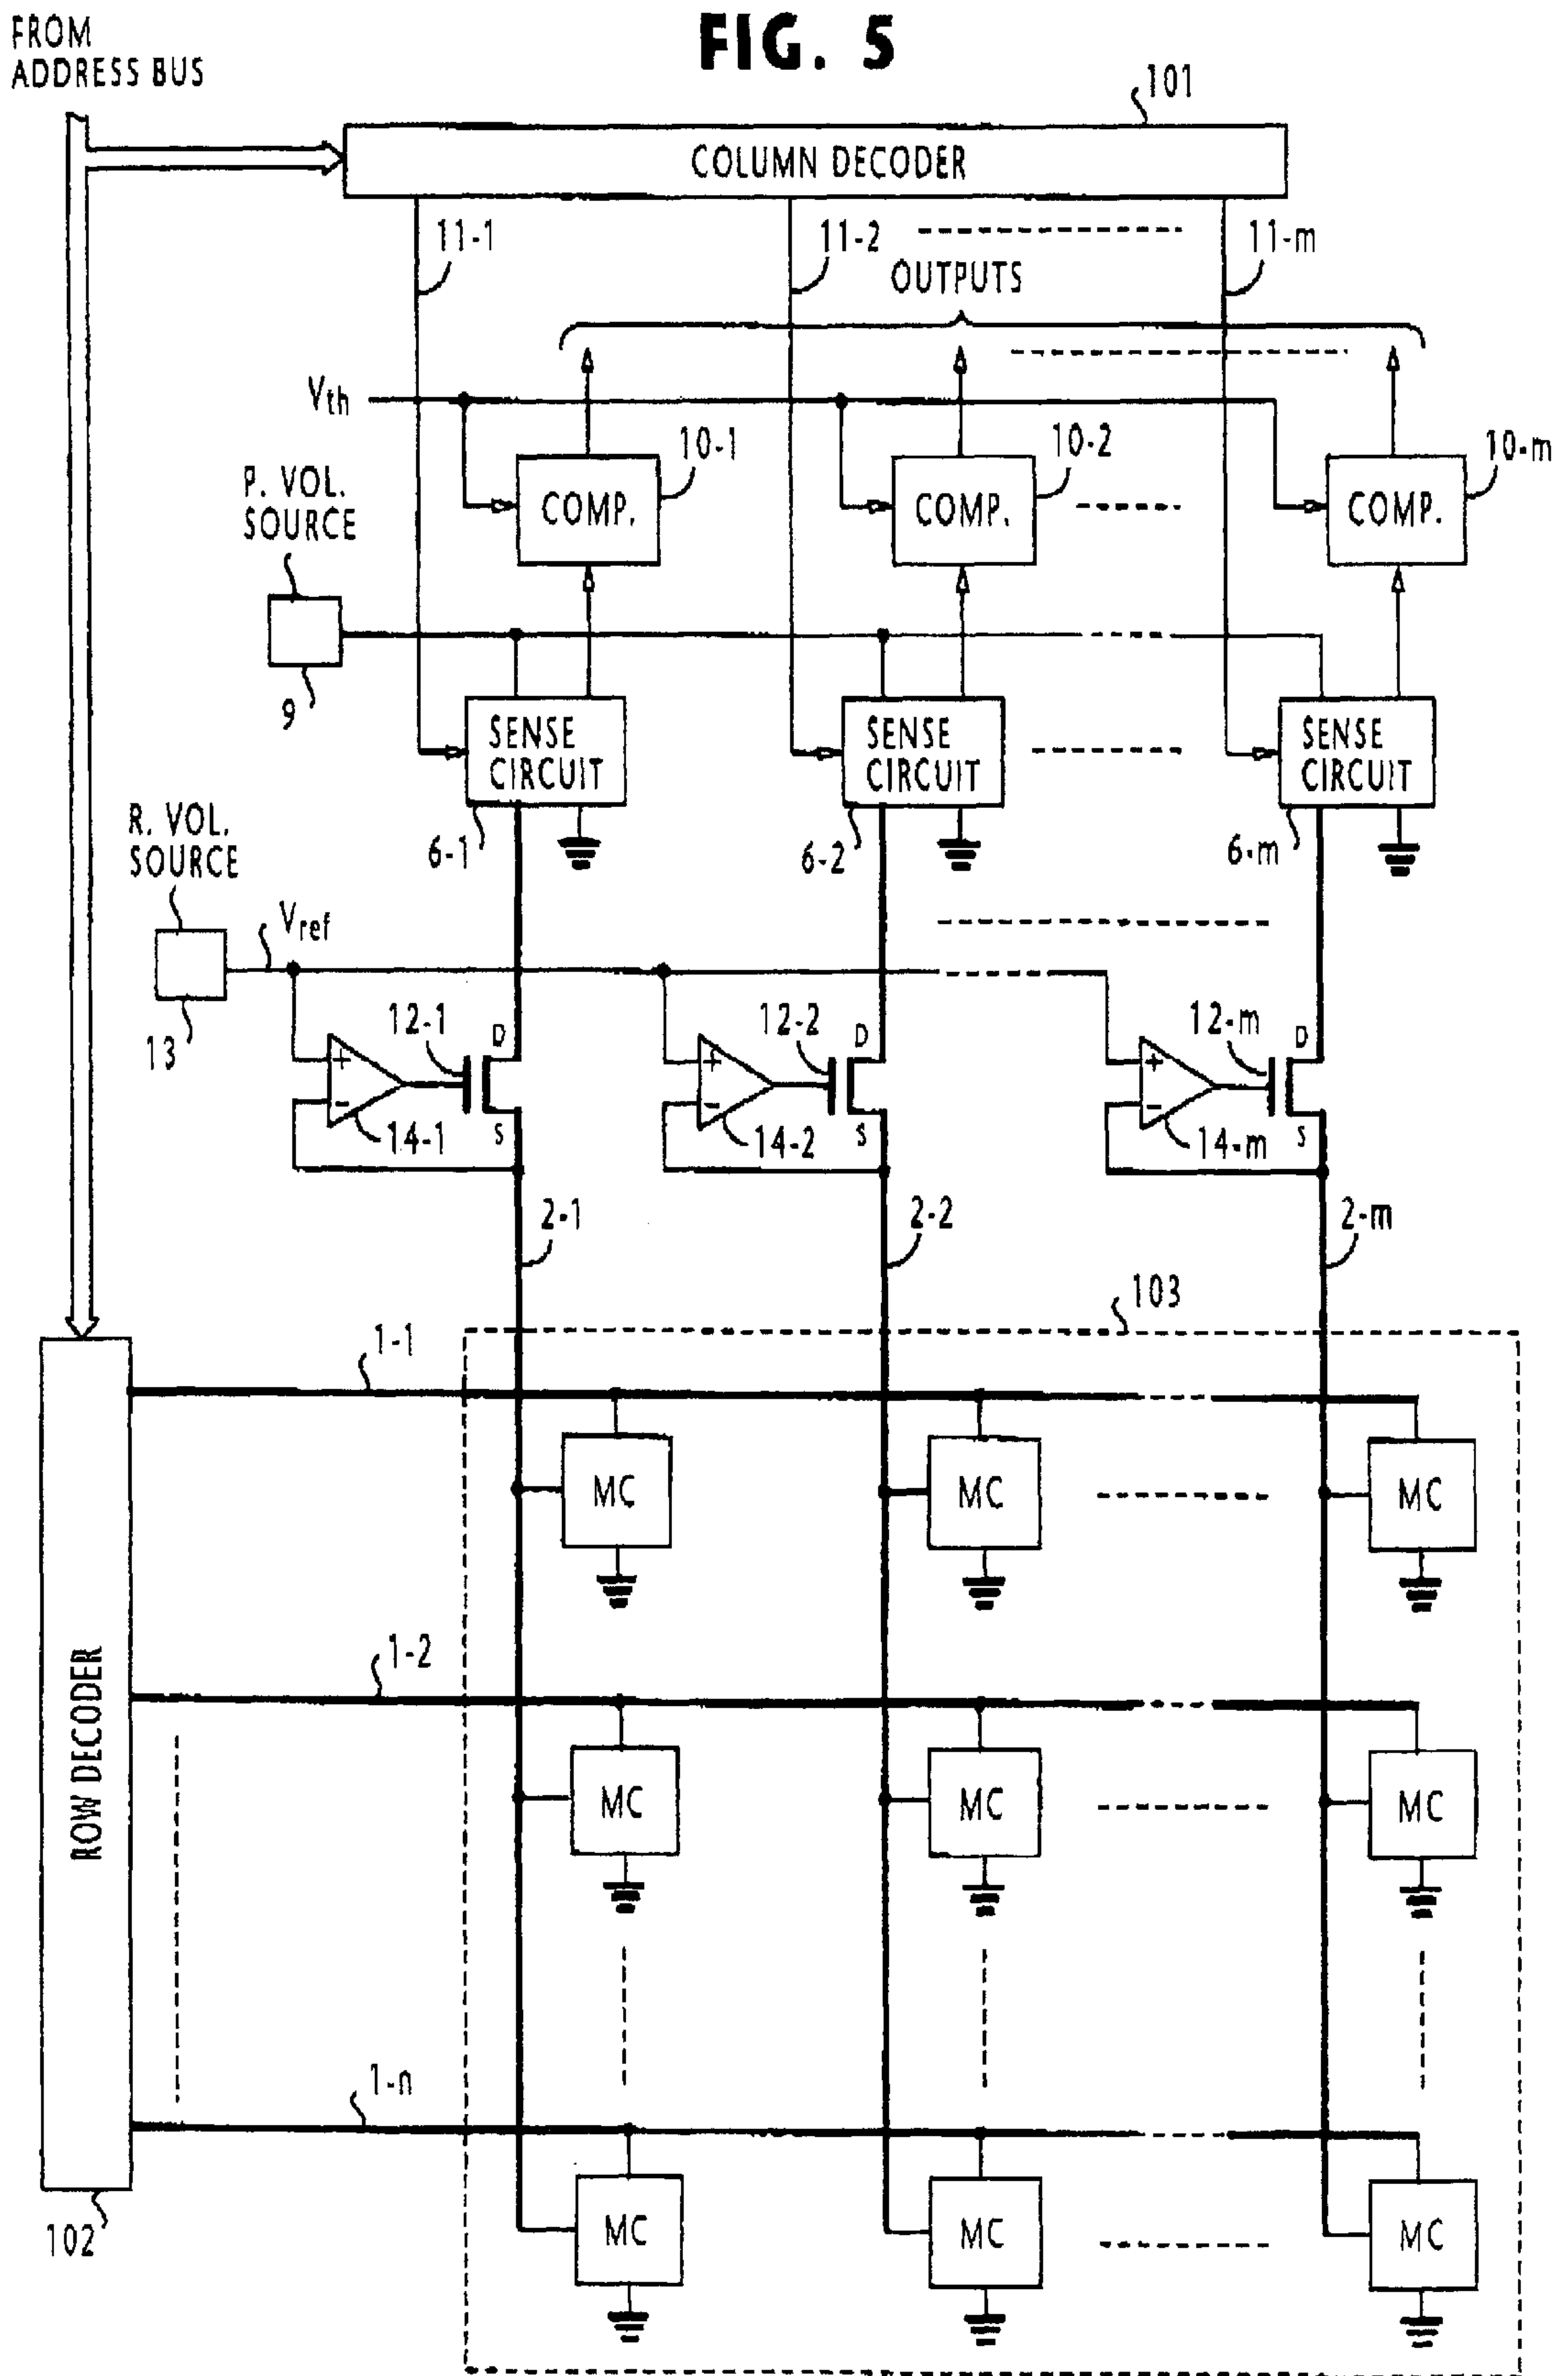 FIG. 5
FROM
ADDRESS BUS
101
COLUMN DECODER
11-1
11-2
11-m
OUTPUTS
Vth
10-1
10-2
10-m
P. VOL.
SOURCE
COMP.
COMP.
COMP.
9
SENSE
CIRCUIT
SENSE
CIRCUIT
SENSE
CIRCUIT
6-1
6-2
6-m
R. VOL.
SOURCE
Vref
13
12-1
D
12-2
D
12-m
D
+
-
+
-
+
-
14-1
S
14-2
S
14-m
S
2-1
2-2
2-m
103
1-1
MC
MC
MC
1-2
MC
MC
MC
ROW DECODER
1-n
MC
MC
MC
102